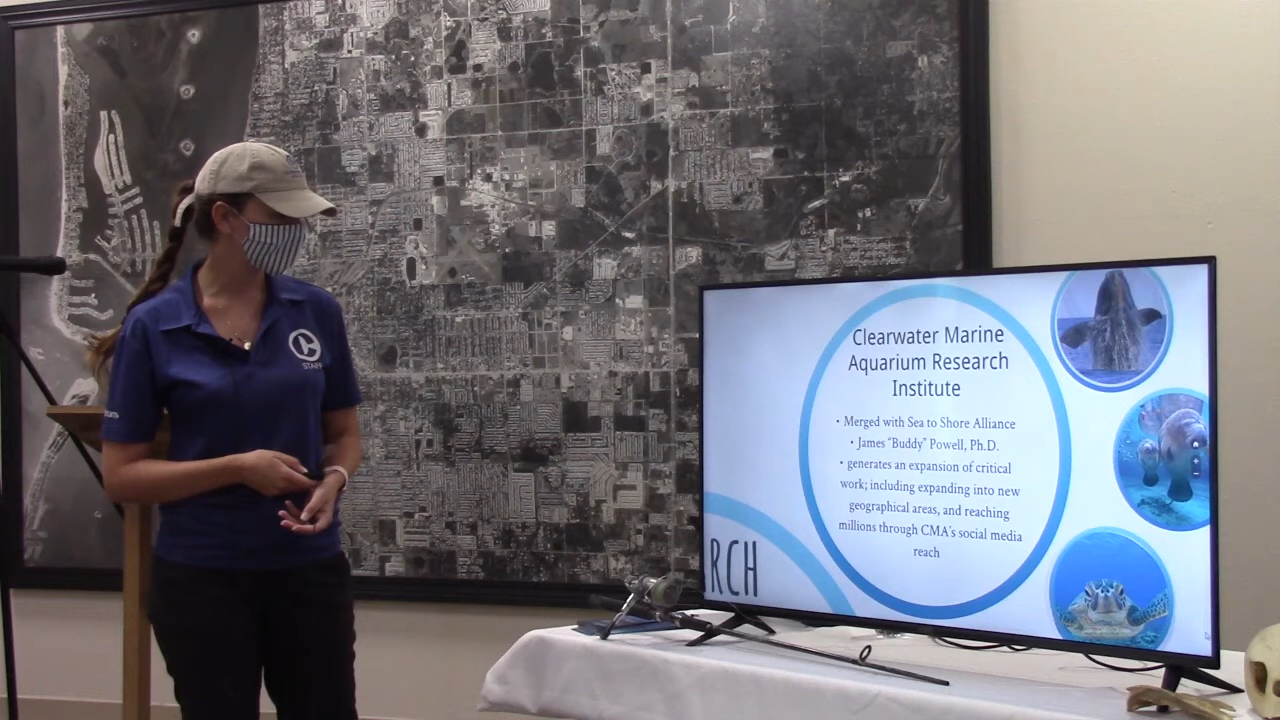 STAFF
Clearwater Marine
Aquarium Research
Institute
• Merged with Sea to Shore Alliance
• James "Buddy" Powell, Ph.D.
• generates an expansion of critical
work; including expanding into new
geographical areas, and reaching
millions through CMA's social media
reach
RCH